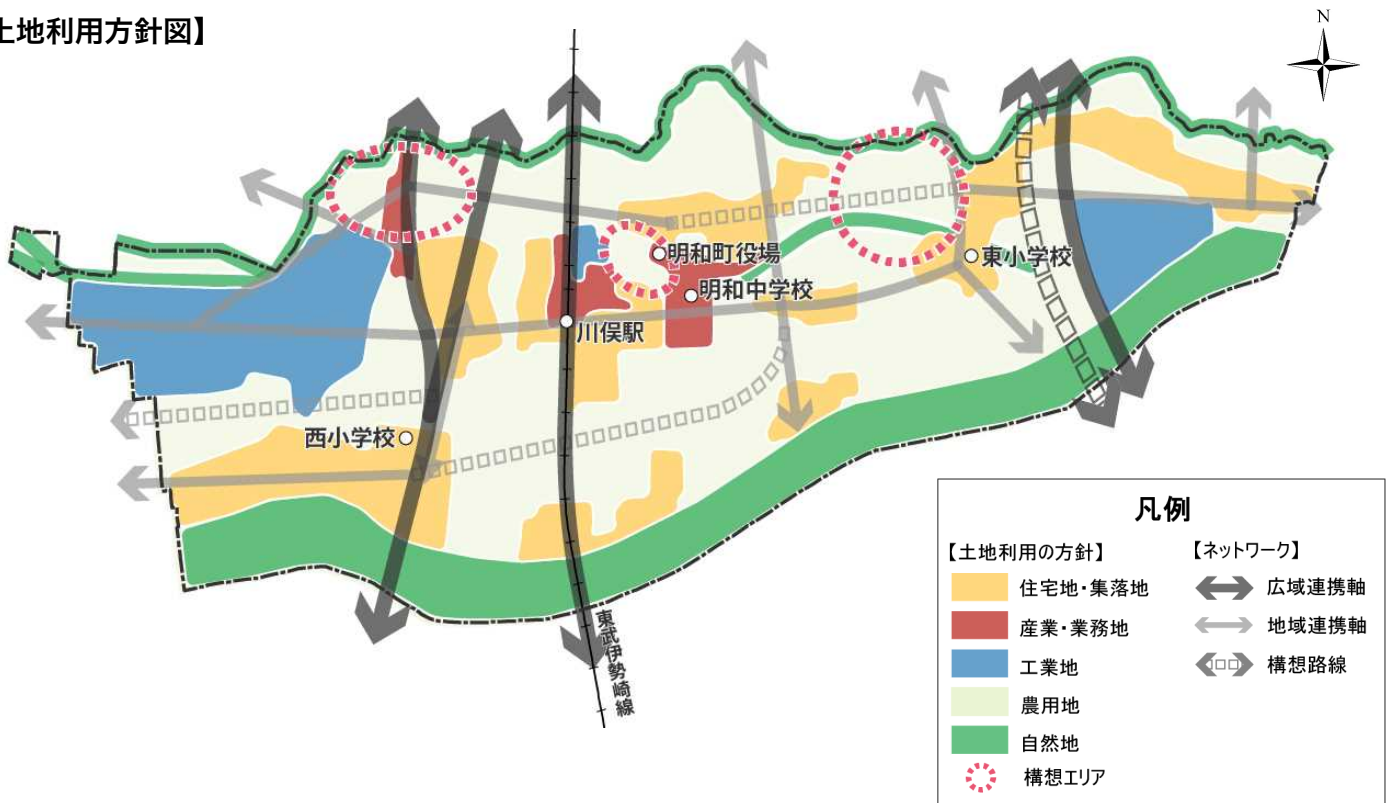 土地利用方針図】
N
明和町役場
東小学校
明和中学校
川俣駅
西小学校
東武伊勢崎線
凡例
【土地利用の方針】
住宅地・集落地
産業・業務地
工業地
農用地
自然地
構想エリア
【ネットワーク】
広域連携軸
地域連携軸
構想路線